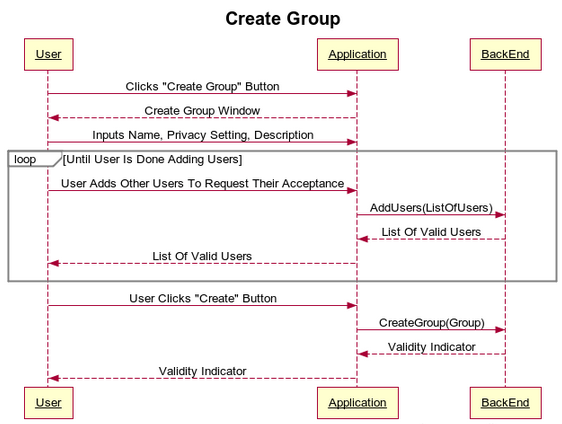 Create Group
User
Application
BackEnd
Clicks "Create Group" Button
Create Group Window
Inputs Name, Privacy Setting, Description
loop
[Until User Is Done Adding Users]
User Adds Other Users To Request Their Acceptance
AddUsers(ListOfUsers)
List Of Valid Users
List Of Valid Users
User Clicks "Create" Button
CreateGroup(Group)
Validity Indicator
Validity Indicator
User
Application
BackEnd